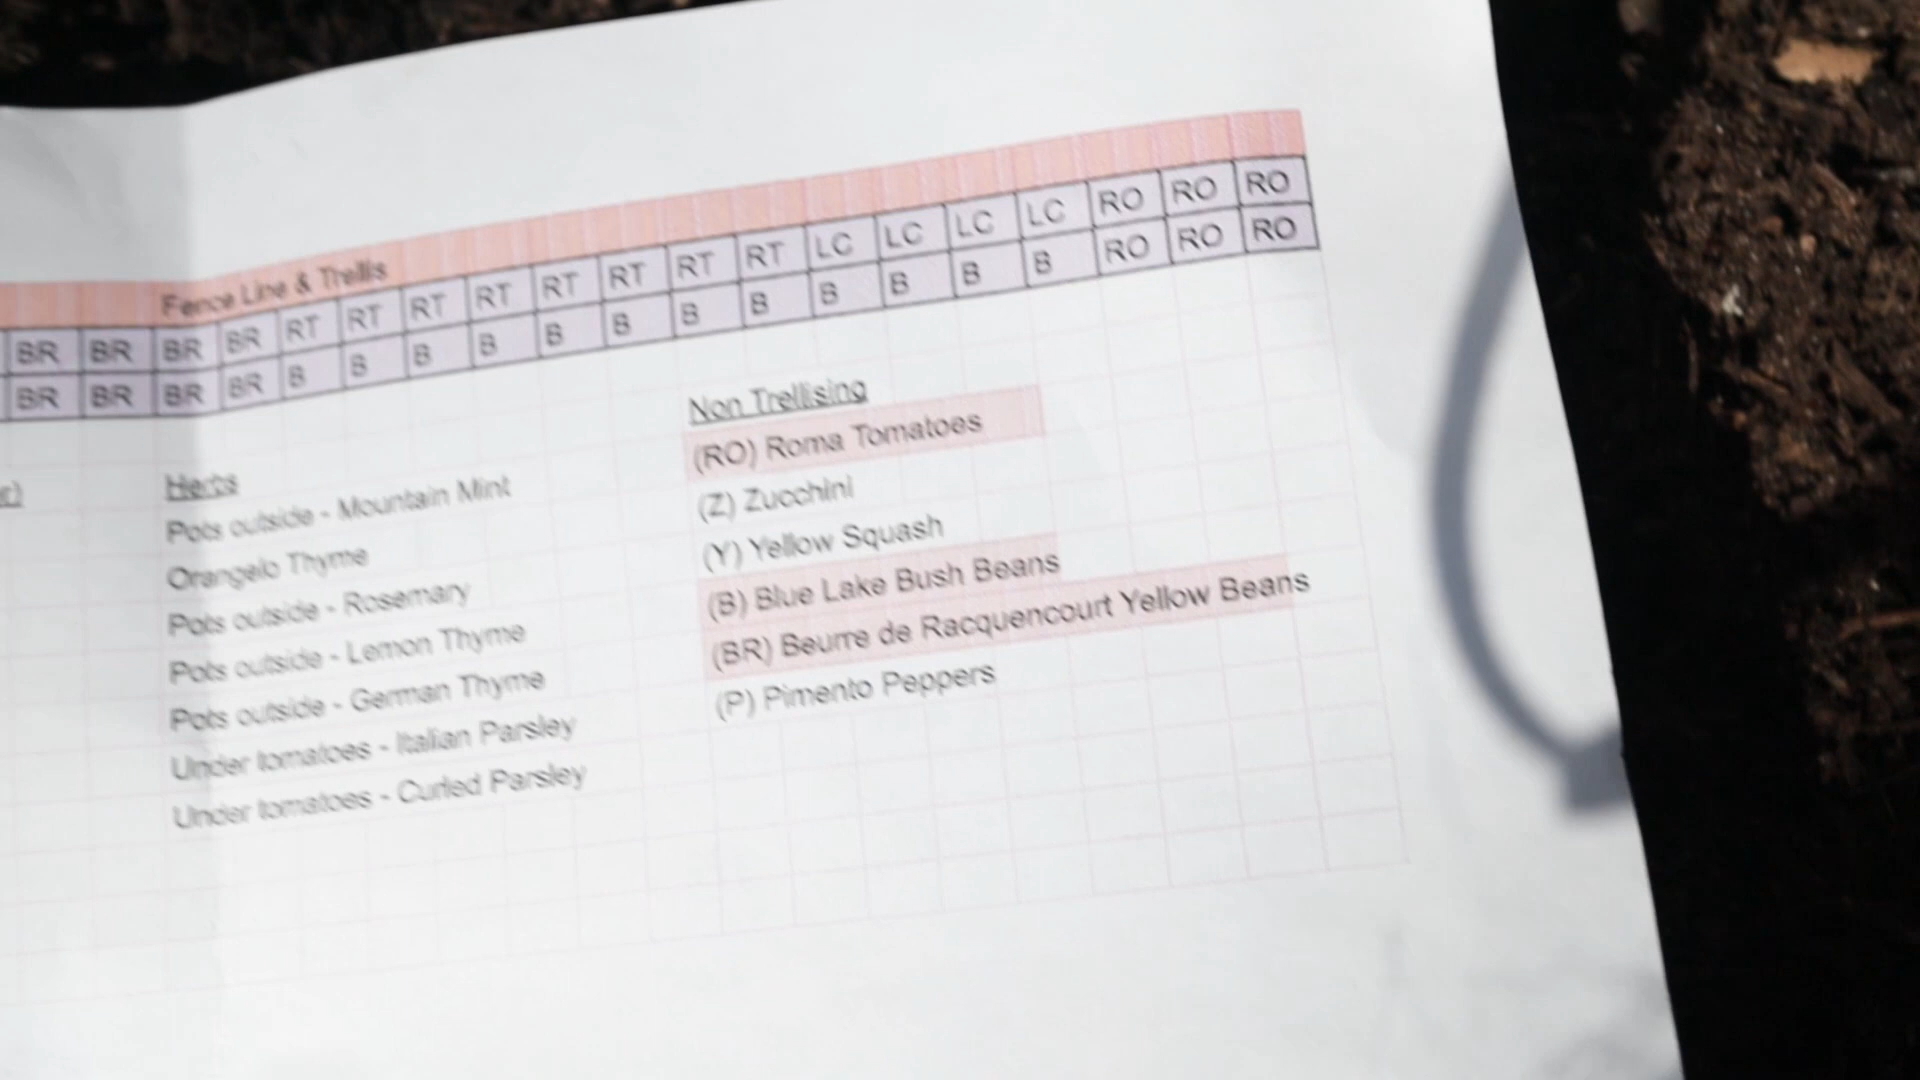 Fence Line & Trellis
BR BR BR BR RT RT RT RT RT RT RT RT LC LC LC LC RO RO RO
BR BR BR BR B B B B B B B B B B B B RO RO RO
Herbs
Pots outside - Mountain Mint
Orangelo Thyme
Pots outside - Rosemary
Pots outside - Lemon Thyme
Pots outside - German Thyme
Under tomatoes - Italian Parsley
Under tomatoes - Curled Parsley
Non Trellising
(RO) Roma Tomatoes
(Z) Zucchini
(Y) Yellow Squash
(B) Blue Lake Bush Beans
(BR) Beurre de Racquencourt Yellow Beans
(P) Pimento Peppers